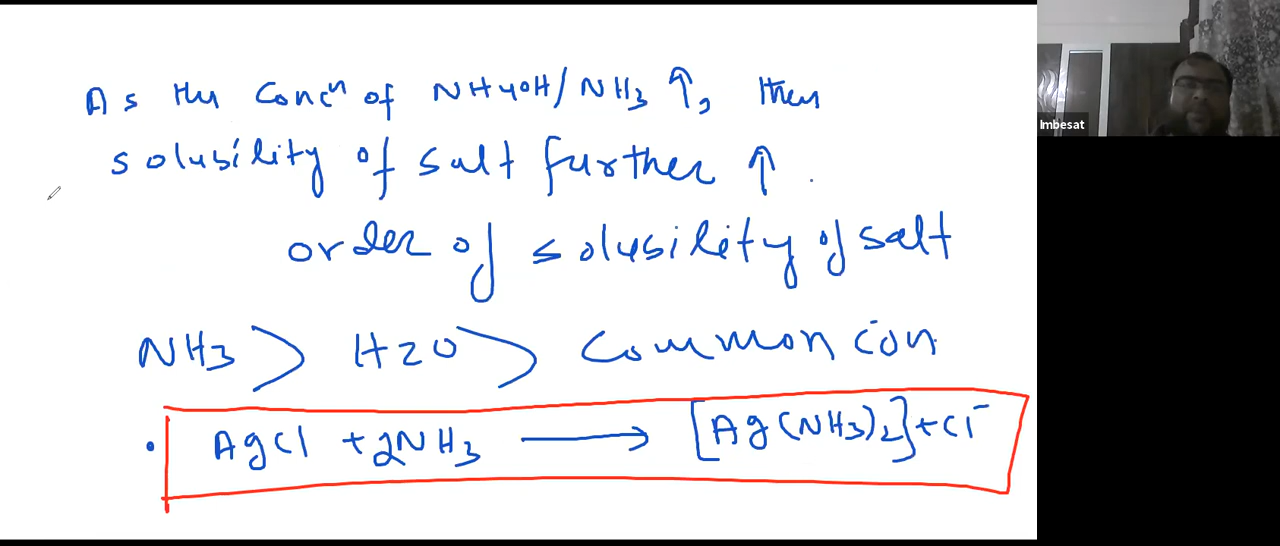 As the concn of NH4OH/NH3 ↑, then
solubility of salt further ↑
order of solubility of salt
NH3 > H2O > Common ion
• AgCl + 2NH3 → [Ag(NH3)2]+Cl-
Imbesat